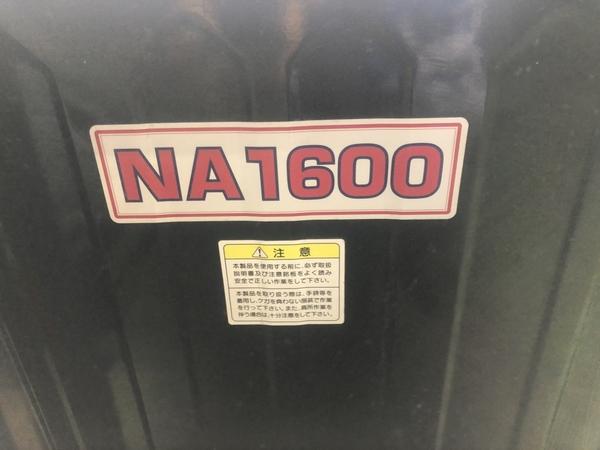 NA1600
注意
本製品を使用する前に、必ず取扱
説明書及び注意銘板をよく読み
安全で正しい作業をして下さい。
本製品を取り扱う際は、手袋等を
着用し、ケガを負わない服装で作業
を行って下さい。また、高所作業を
伴う場合は、十分注意をして下さい。